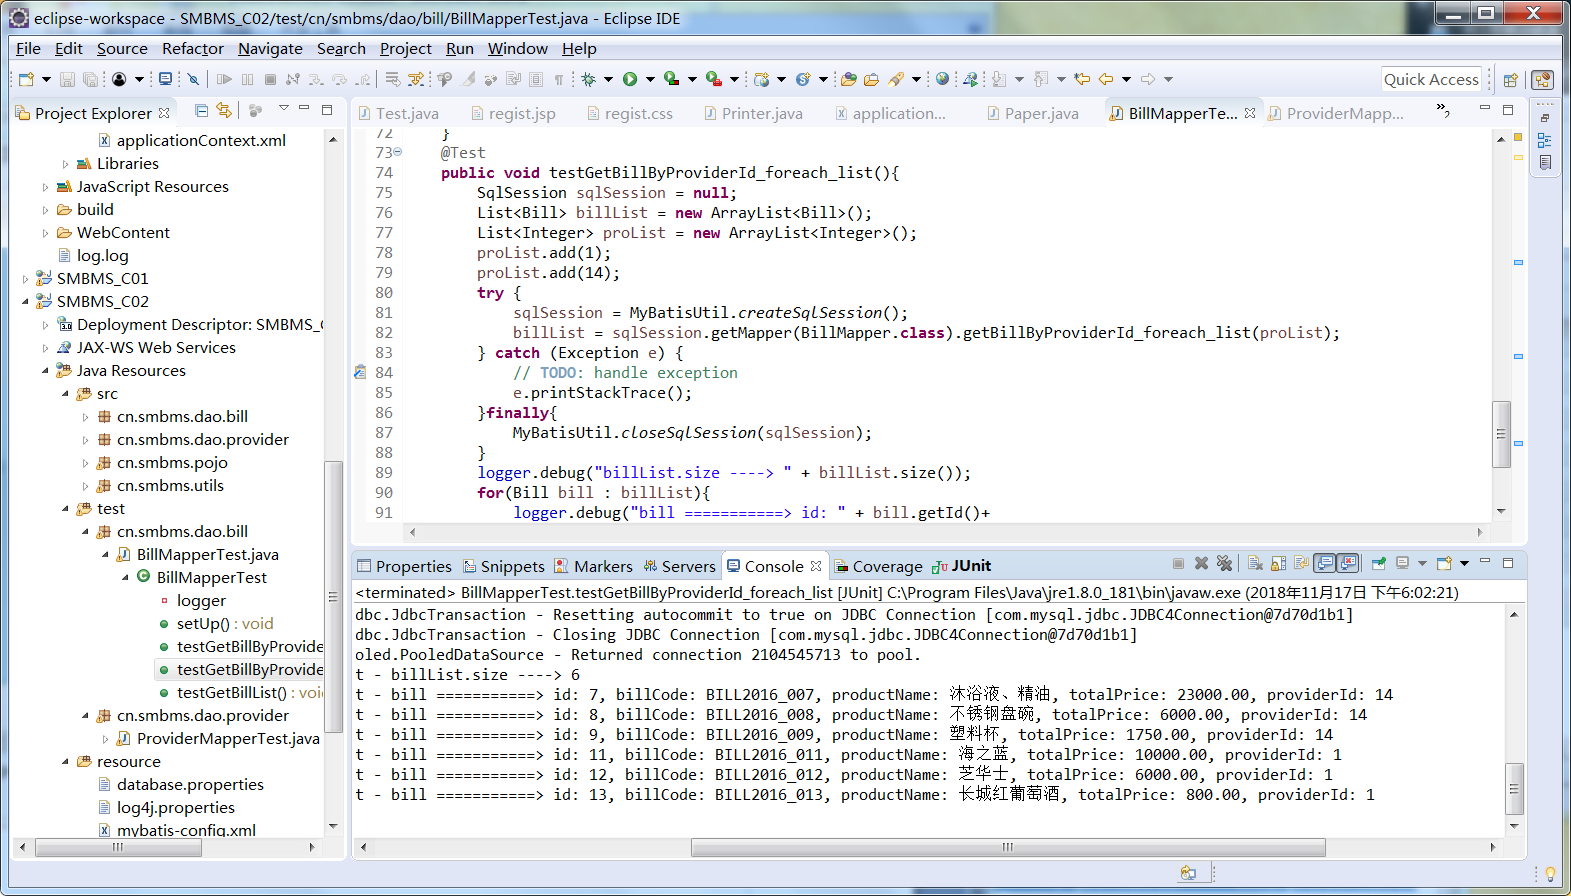 eclipse-workspace - SMBMS_C02/test/cn/smbms/dao/bill/BillMapperTest.java - Eclipse IDE
File Edit Source Refactor Navigate Search Project Run Window Help
Quick Access
Project Explorer
applicationContext.xml
Libraries
JavaScript Resources
build
WebContent
log.log
SMBMS_C01
SMBMS_C02
Deployment Descriptor: SMBMS_C
JAX-WS Web Services
Java Resources
src
cn.smbms.dao.bill
cn.smbms.dao.provider
cn.smbms.pojo
cn.smbms.utils
test
cn.smbms.dao.bill
BillMapperTest.java
BillMapperTest
logger
setUp() : void
testGetBillByProvide
testGetBillByProvide
testGetBillList() : voi
cn.smbms.dao.provider
ProviderMapperTest.java
resource
database.properties
log4j.properties
mybatis-config.xml
Test.java regist.jsp regist.css Printer.java application... Paper.java BillMapperTe... ProviderMapp... »2
72 }
73 @Test
74 public void testGetBillByProviderId_foreach_list(){
75 SqlSession sqlSession = null;
76 List<Bill> billList = new ArrayList<Bill>();
77 List<Integer> proList = new ArrayList<Integer>();
78 proList.add(1);
79 proList.add(14);
80 try {
81 sqlSession = MyBatisUtil.createSqlSession();
82 billList = sqlSession.getMapper(BillMapper.class).getBillByProviderId_foreach_list(proList);
83 } catch (Exception e) {
84 // TODO: handle exception
85 e.printStackTrace();
86 }finally{
87 MyBatisUtil.closeSqlSession(sqlSession);
88 }
89 logger.debug("billList.size ----> " + billList.size());
90 for(Bill bill : billList){
91 logger.debug("bill ===========> id: " + bill.getId()+
Properties Snippets Markers Servers Console Coverage JUnit
<terminated> BillMapperTest.testGetBillByProviderId_foreach_list [JUnit] C:\Program Files\Java\jre1.8.0_181\bin\javaw.exe (2018年11月17日 下午6:02:21)
dbc.JdbcTransaction - Resetting autocommit to true on JDBC Connection [com.mysql.jdbc.JDBC4Connection@7d70d1b1]
dbc.JdbcTransaction - Closing JDBC Connection [com.mysql.jdbc.JDBC4Connection@7d70d1b1]
oled.PooledDataSource - Returned connection 2104545713 to pool.
t - billList.size ----> 6
t - bill ===========> id: 7, billCode: BILL2016_007, productName: 沐浴液、精油, totalPrice: 23000.00, providerId: 14
t - bill ===========> id: 8, billCode: BILL2016_008, productName: 不锈钢盘碗, totalPrice: 6000.00, providerId: 14
t - bill ===========> id: 9, billCode: BILL2016_009, productName: 塑料杯, totalPrice: 1750.00, providerId: 14
t - bill ===========> id: 11, billCode: BILL2016_011, productName: 海之蓝, totalPrice: 10000.00, providerId: 1
t - bill ===========> id: 12, billCode: BILL2016_012, productName: 芝华士, totalPrice: 6000.00, providerId: 1
t - bill ===========> id: 13, billCode: BILL2016_013, productName: 长城红葡萄酒, totalPrice: 800.00, providerId: 1